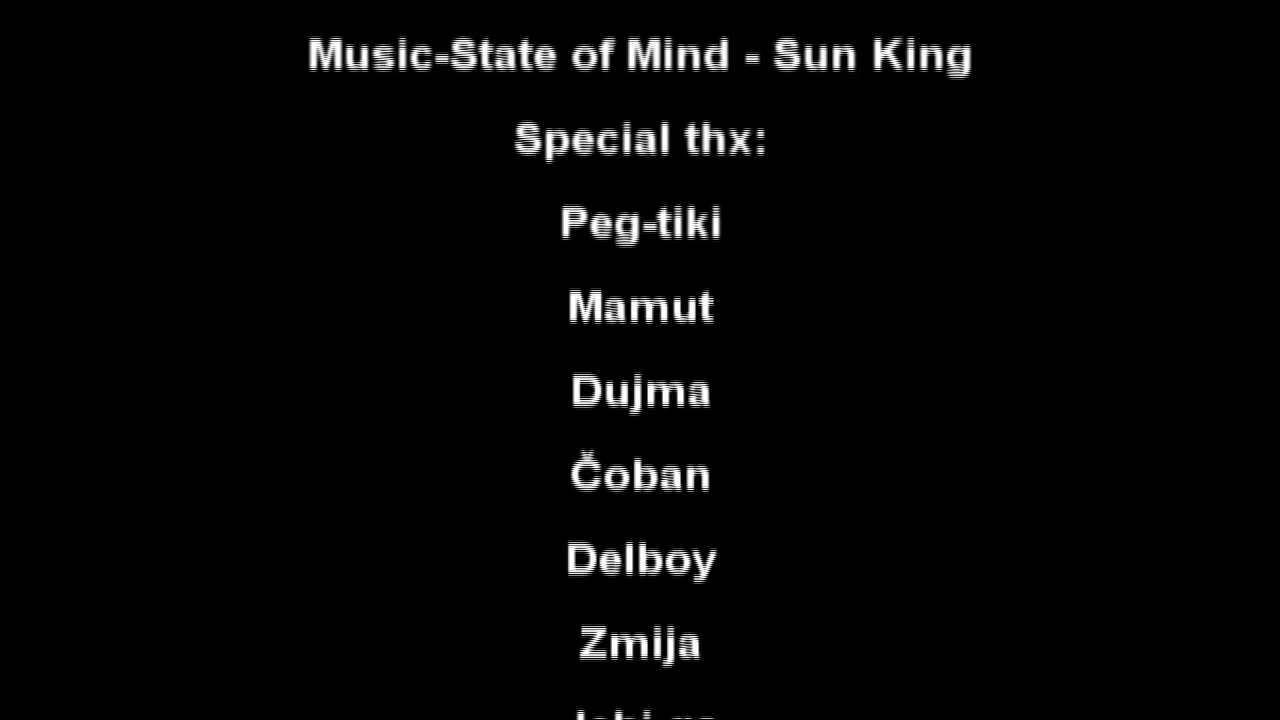 Music-State of Mind - Sun King
Special thx:
Peg-tiki
Mamut
Dujma
Čoban
Delboy
Zmija